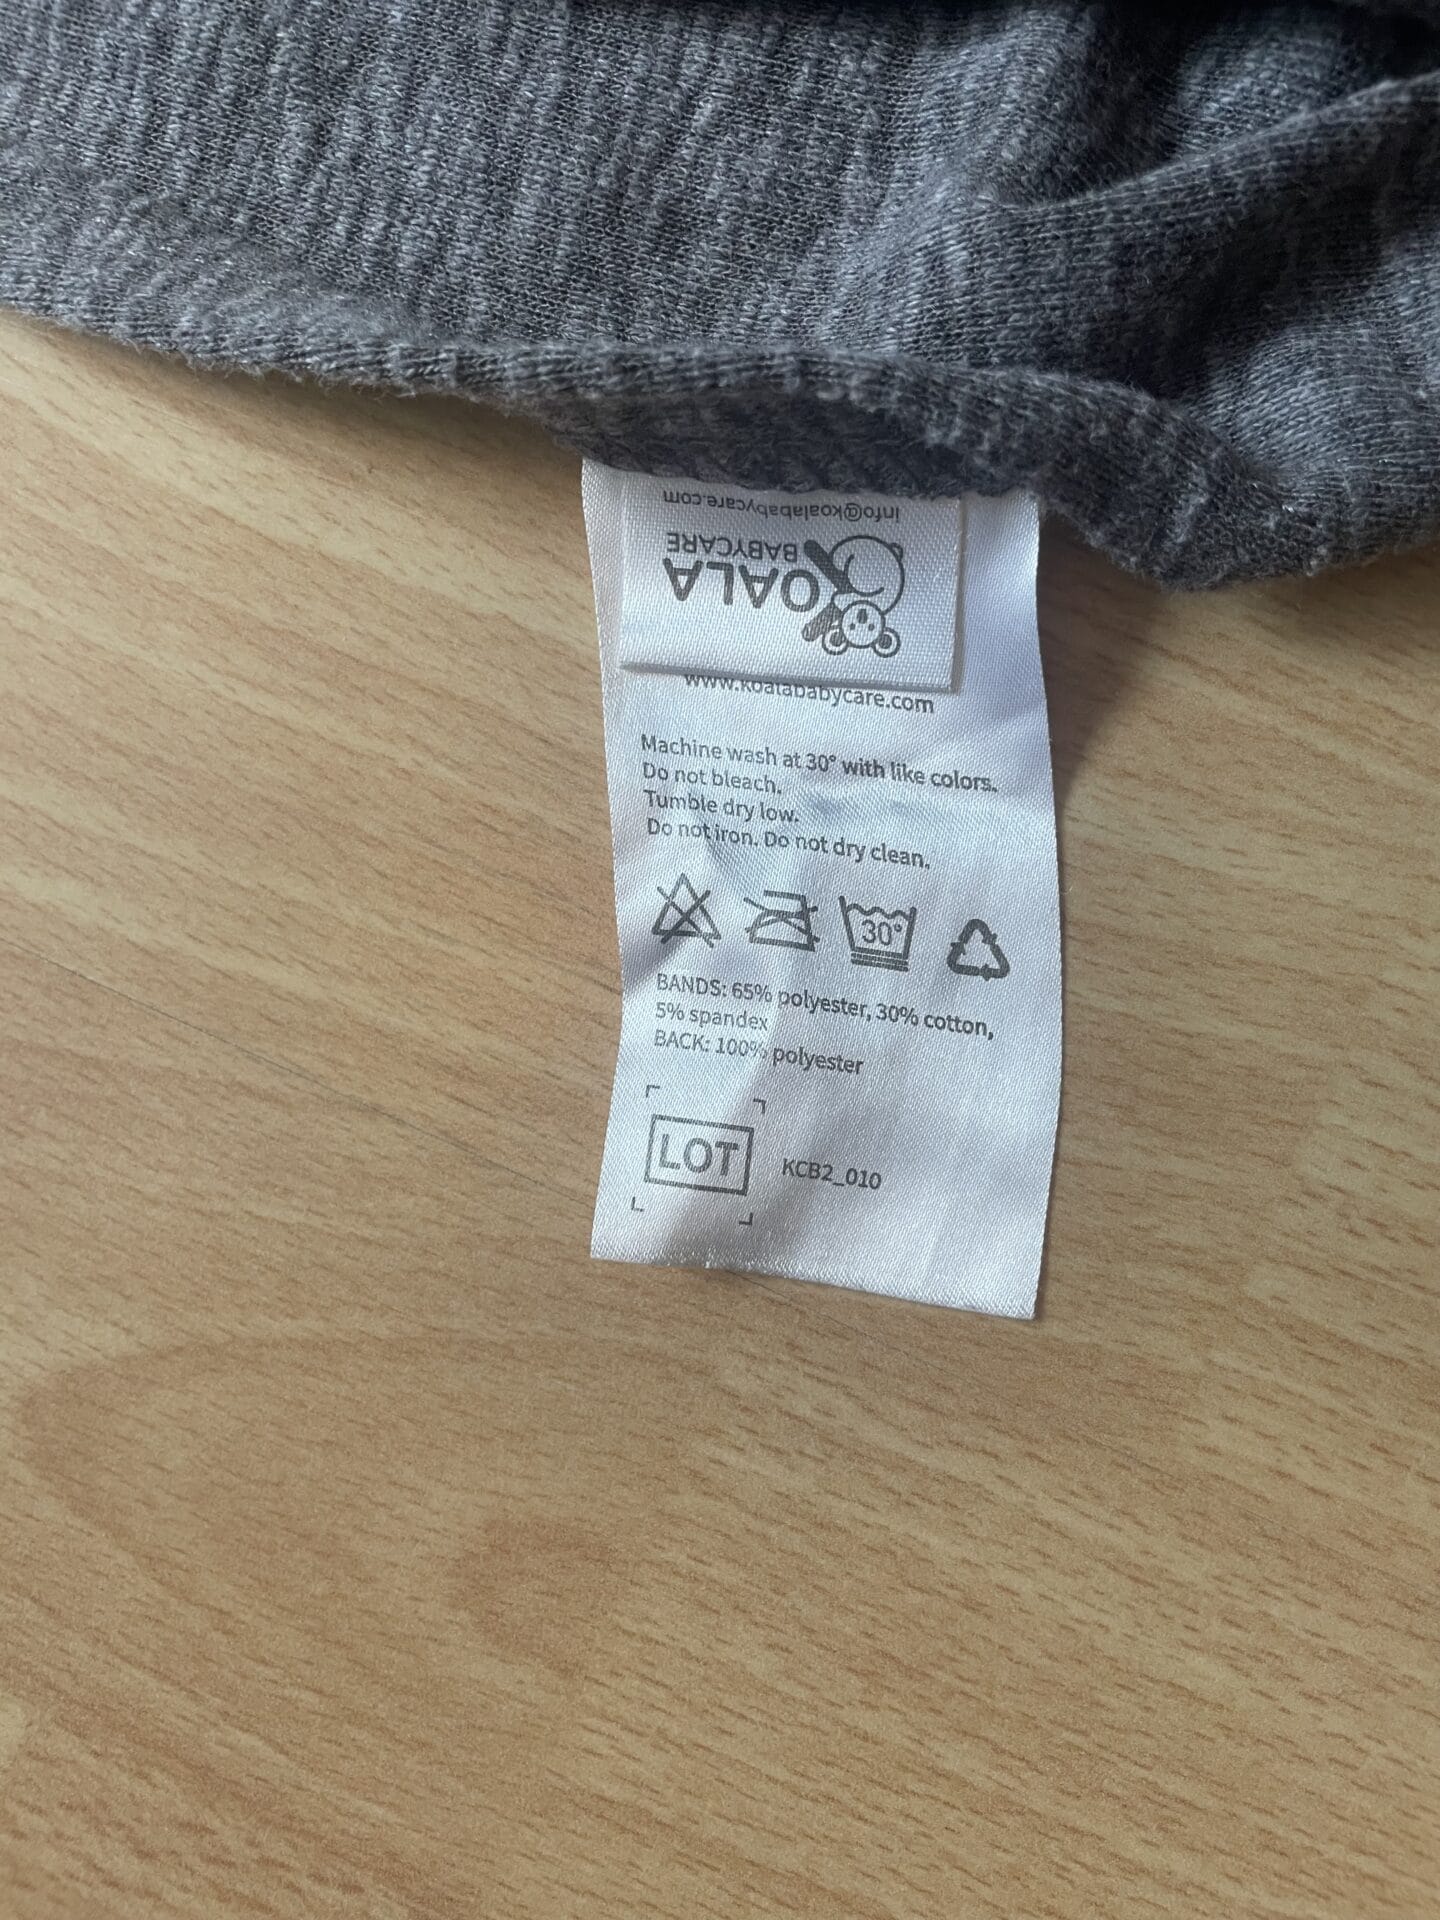 info@koalababycare.com
KOALA
BABYCARE
www.koalababycare.com
Machine wash at 30° with like colors.
Do not bleach.
Tumble dry low.
Do not iron. Do not dry clean.
30°
BANDS: 65% polyester, 30% cotton,
5% spandex
BACK: 100% polyester
LOT
KCB2_010